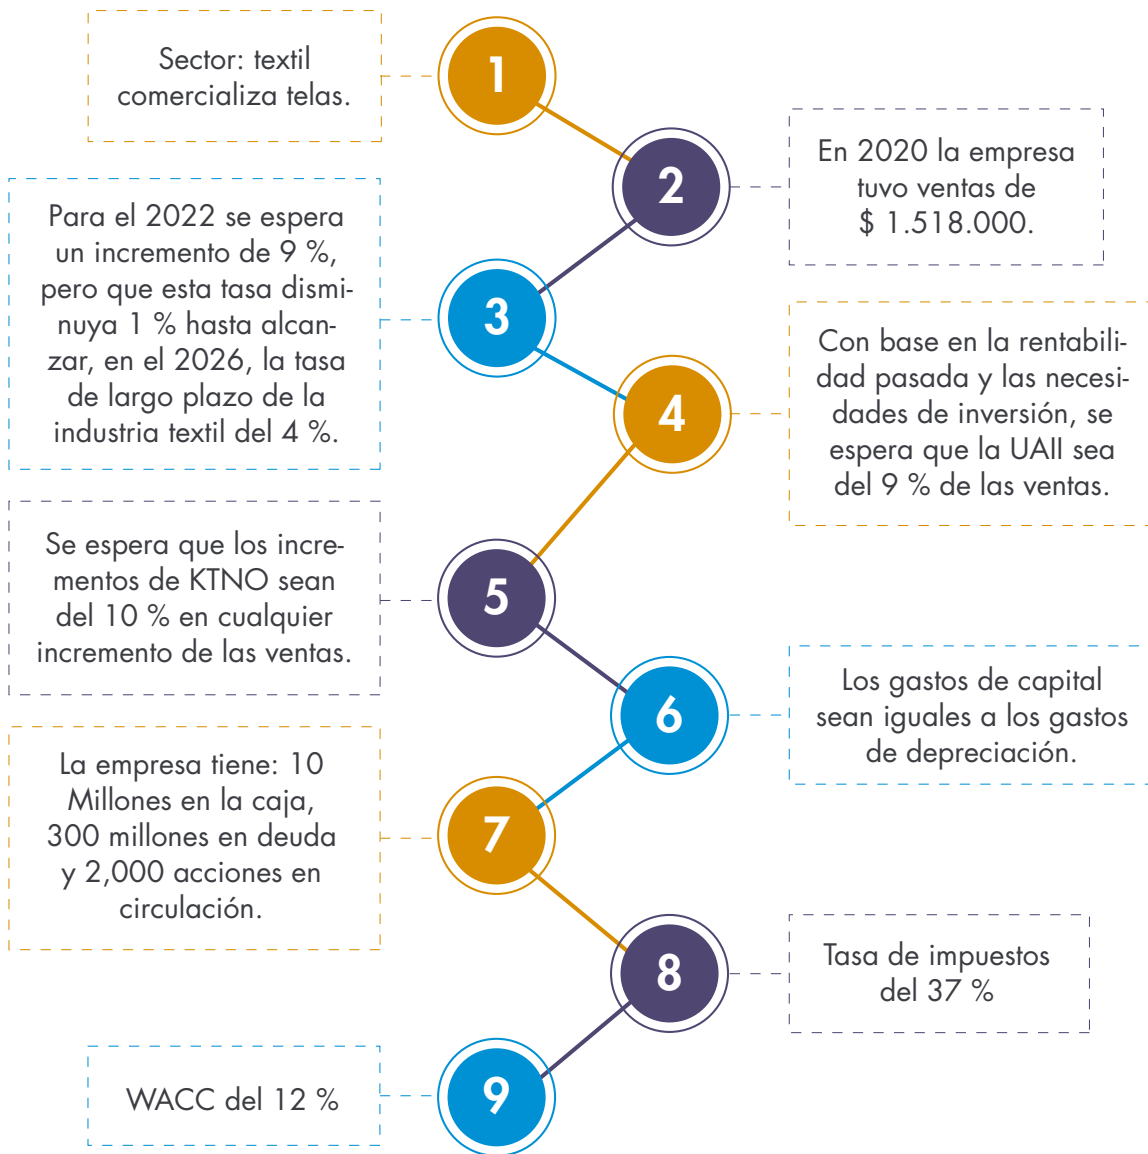 1
Sector: textil
comercializa telas.
2
En 2020 la empresa
tuvo ventas de
$ 1.518.000.
3
Para el 2022 se espera
un incremento de 9 %,
pero que esta tasa dismi-
nuya 1 % hasta alcan-
zar, en el 2026, la tasa
de largo plazo de la
industria textil del 4 %.
4
Con base en la rentabili-
dad pasada y las necesi-
dades de inversión, se
espera que la UAII sea
del 9 % de las ventas.
5
Se espera que los incre-
mentos de KTNO sean
del 10 % en cualquier
incremento de las ventas.
6
Los gastos de capital
sean iguales a los gastos
de depreciación.
7
La empresa tiene: 10
Millones en la caja,
300 millones en deuda
y 2,000 acciones en
circulación.
8
Tasa de impuestos
del 37 %
9
WACC del 12 %